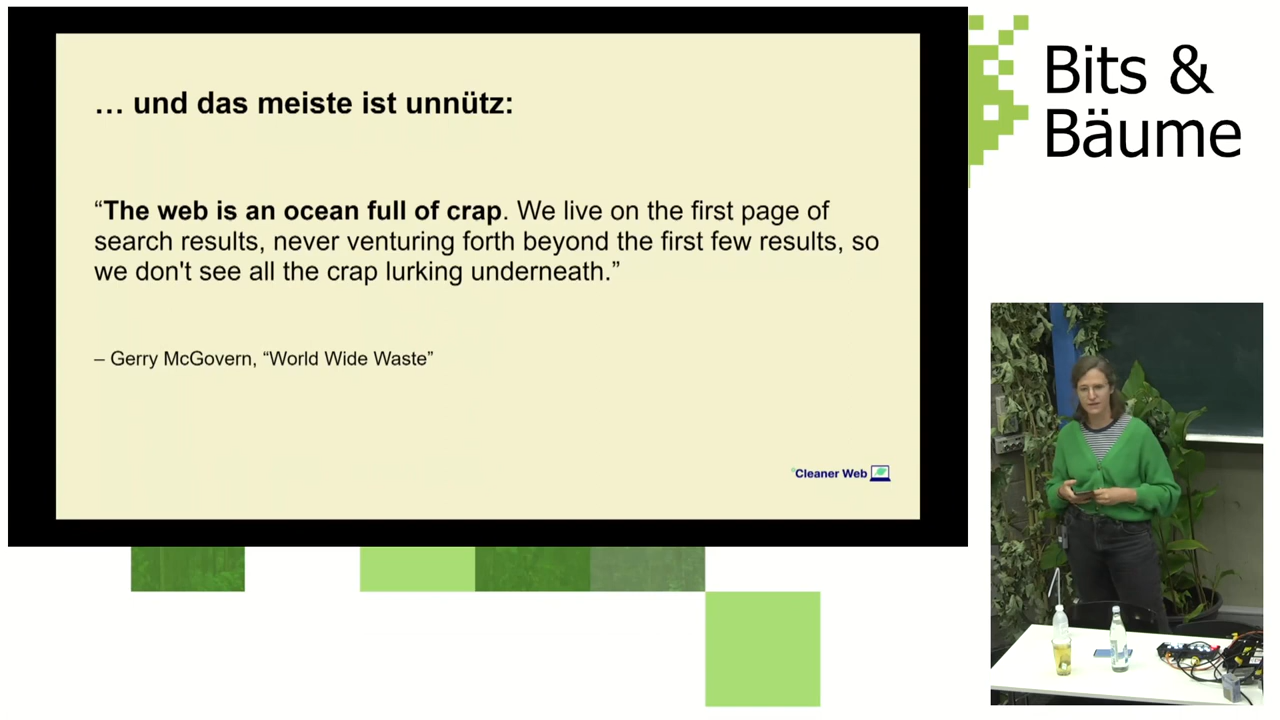 … und das meiste ist unnütz:
“The web is an ocean full of crap. We live on the first page of
search results, never venturing forth beyond the first few results, so
we don't see all the crap lurking underneath.”
– Gerry McGovern, “World Wide Waste”
Cleaner Web
Bits &
Bäume